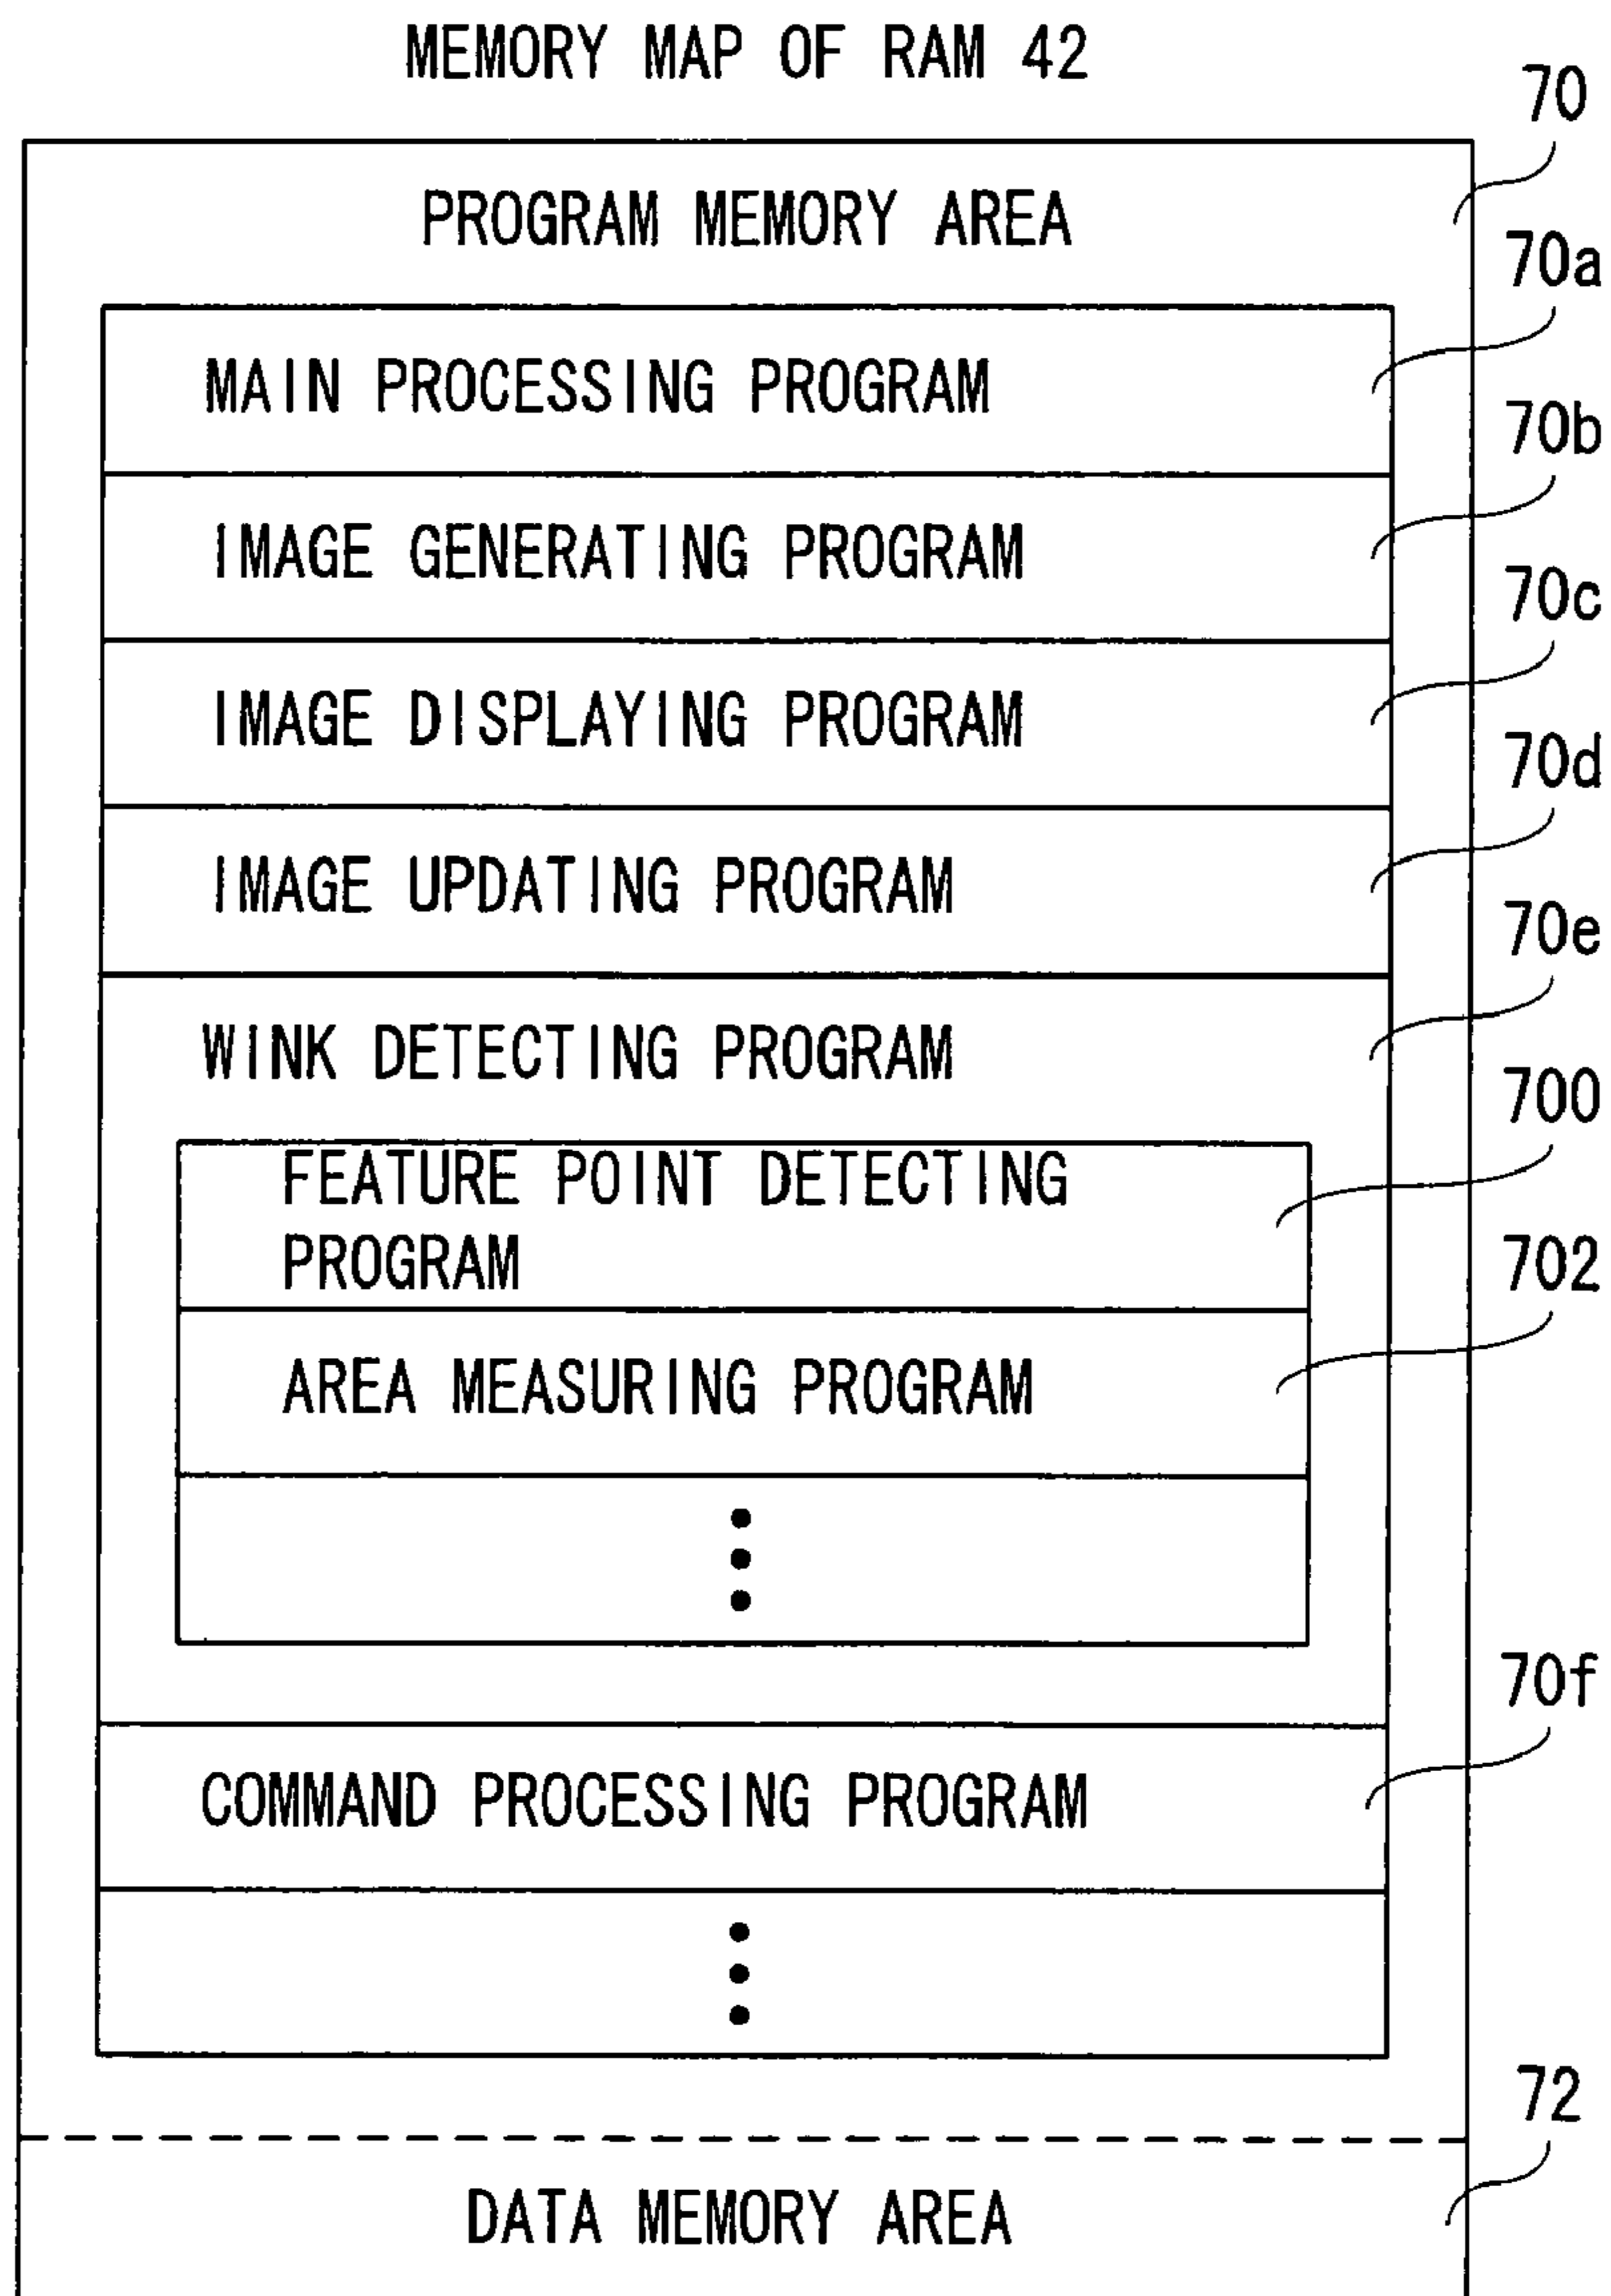 MEMORY MAP OF RAM 42
70
PROGRAM MEMORY AREA
70a
MAIN PROCESSING PROGRAM
70b
IMAGE GENERATING PROGRAM
70c
IMAGE DISPLAYING PROGRAM
70d
IMAGE UPDATING PROGRAM
70e
WINK DETECTING PROGRAM
700
FEATURE POINT DETECTING
PROGRAM
702
AREA MEASURING PROGRAM
70f
COMMAND PROCESSING PROGRAM
72
DATA MEMORY AREA